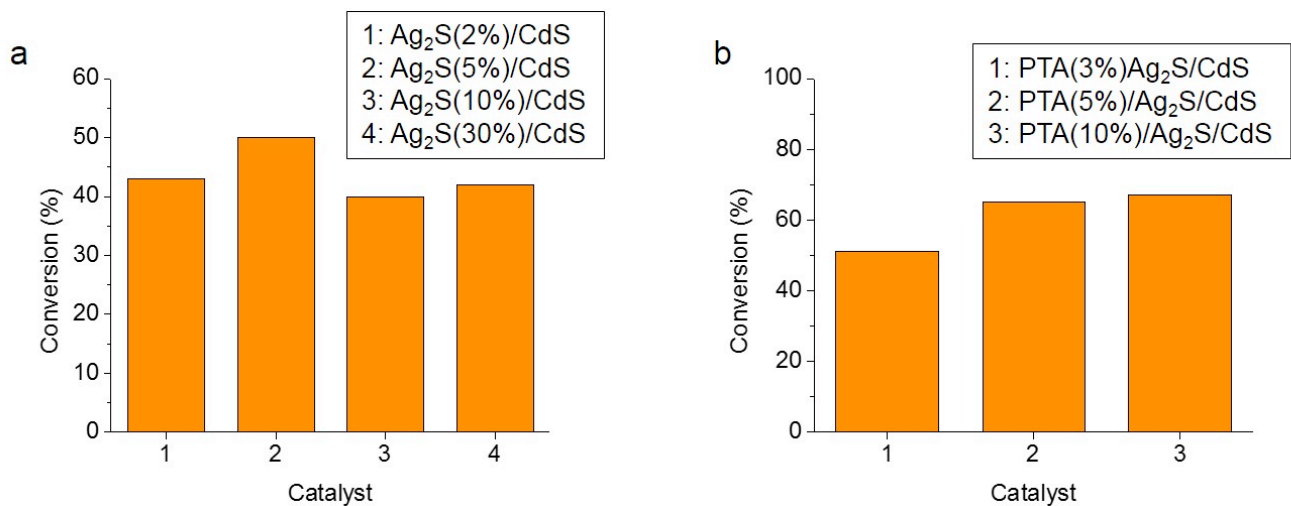 a
1: Ag₂S(2%)/CdS
2: Ag₂S(5%)/CdS
3: Ag₂S(10%)/CdS
4: Ag₂S(30%)/CdS
60
50
40
30
20
10
0
Conversion (%)
1 2 3 4
Catalyst
b
1: PTA(3%)Ag₂S/CdS
2: PTA(5%)/Ag₂S/CdS
3: PTA(10%)/Ag₂S/CdS
100
80
60
40
20
0
Conversion (%)
1 2 3
Catalyst